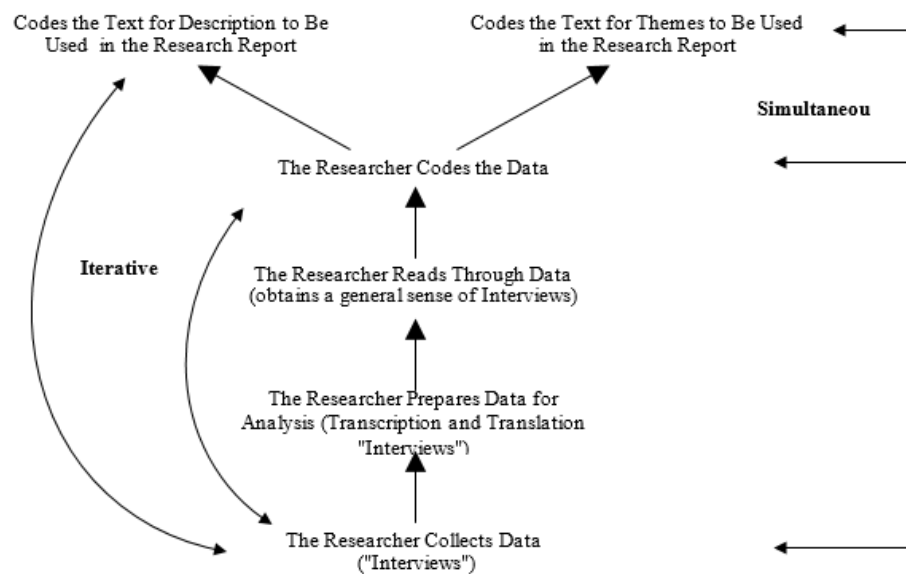 Codes the Text for Description to Be
Used in the Research Report
Codes the Text for Themes to Be Used
in the Research Report
Simultaneou
The Researcher Codes the Data
Iterative
The Researcher Reads Through Data
(obtains a general sense of Interviews)
The Researcher Prepares Data for
Analysis (Transcription and Translation
"Interviews")
The Researcher Collects Data
("Interviews")